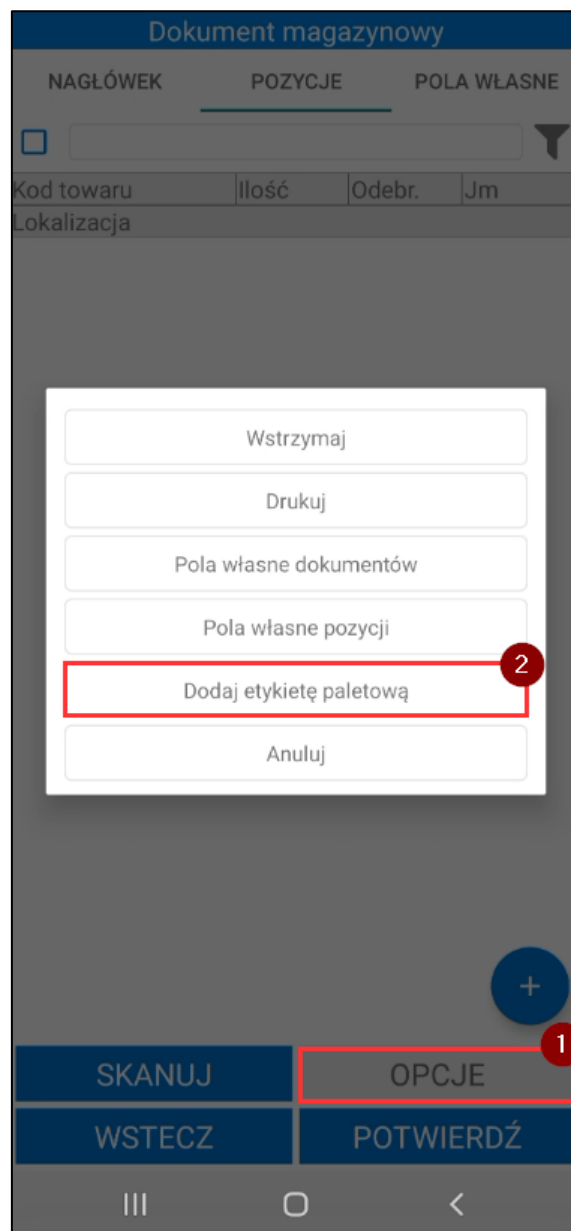 Dokument magazynowy
NAGŁÓWEK POZYCJE POLA WŁASNE
Kod towaru Ilość Odebr. Jm
Lokalizacja
Wstrzymaj
Drukuj
Pola własne dokumentów
Pola własne pozycji
2
Dodaj etykietę paletową
Anuluj
+
1
SKANUJ OPCJE
WSTECZ POTWIERDŹ